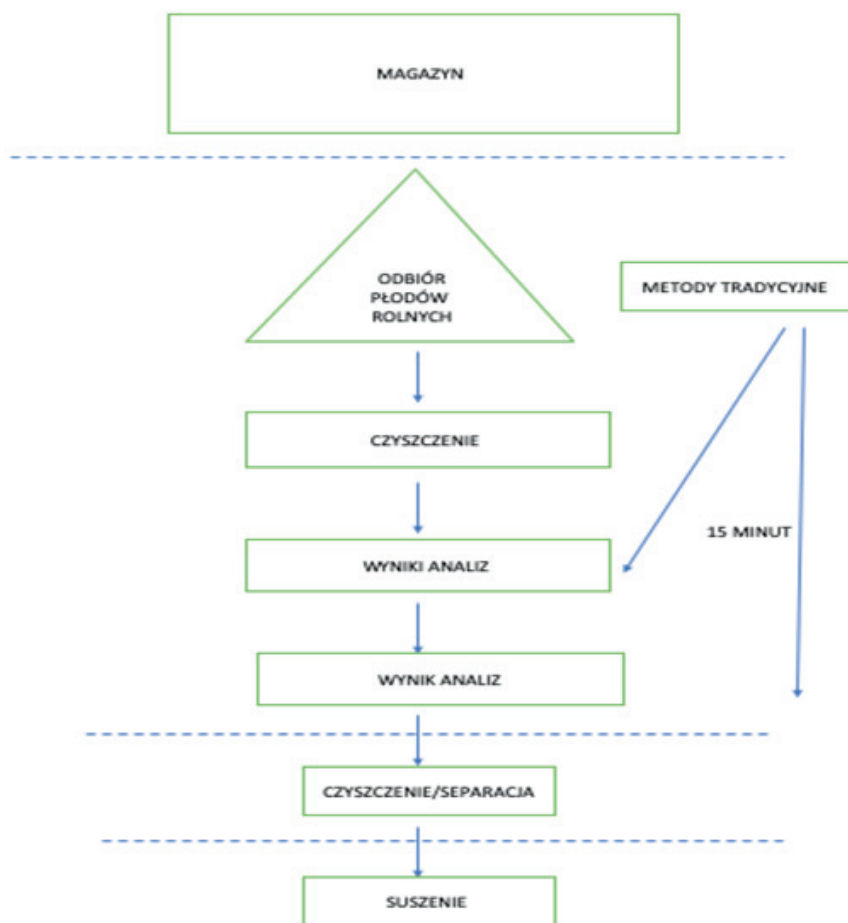 MAGAZYN
ODBIÓR
PŁODÓW
ROLNYCH
METODY TRADYCYJNE
CZYSZCZENIE
15 MINUT
WYNIKI ANALIZ
WYNIK ANALIZ
CZYSZCZENIE/SEPARACJA
SUSZENIE